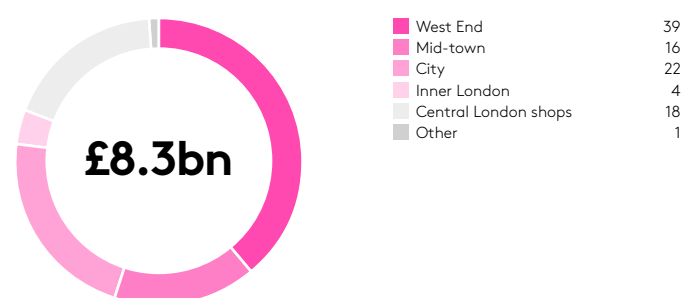 £8.3bn
West End 39
Mid-town 16
City 22
Inner London 4
Central London shops 18
Other 1